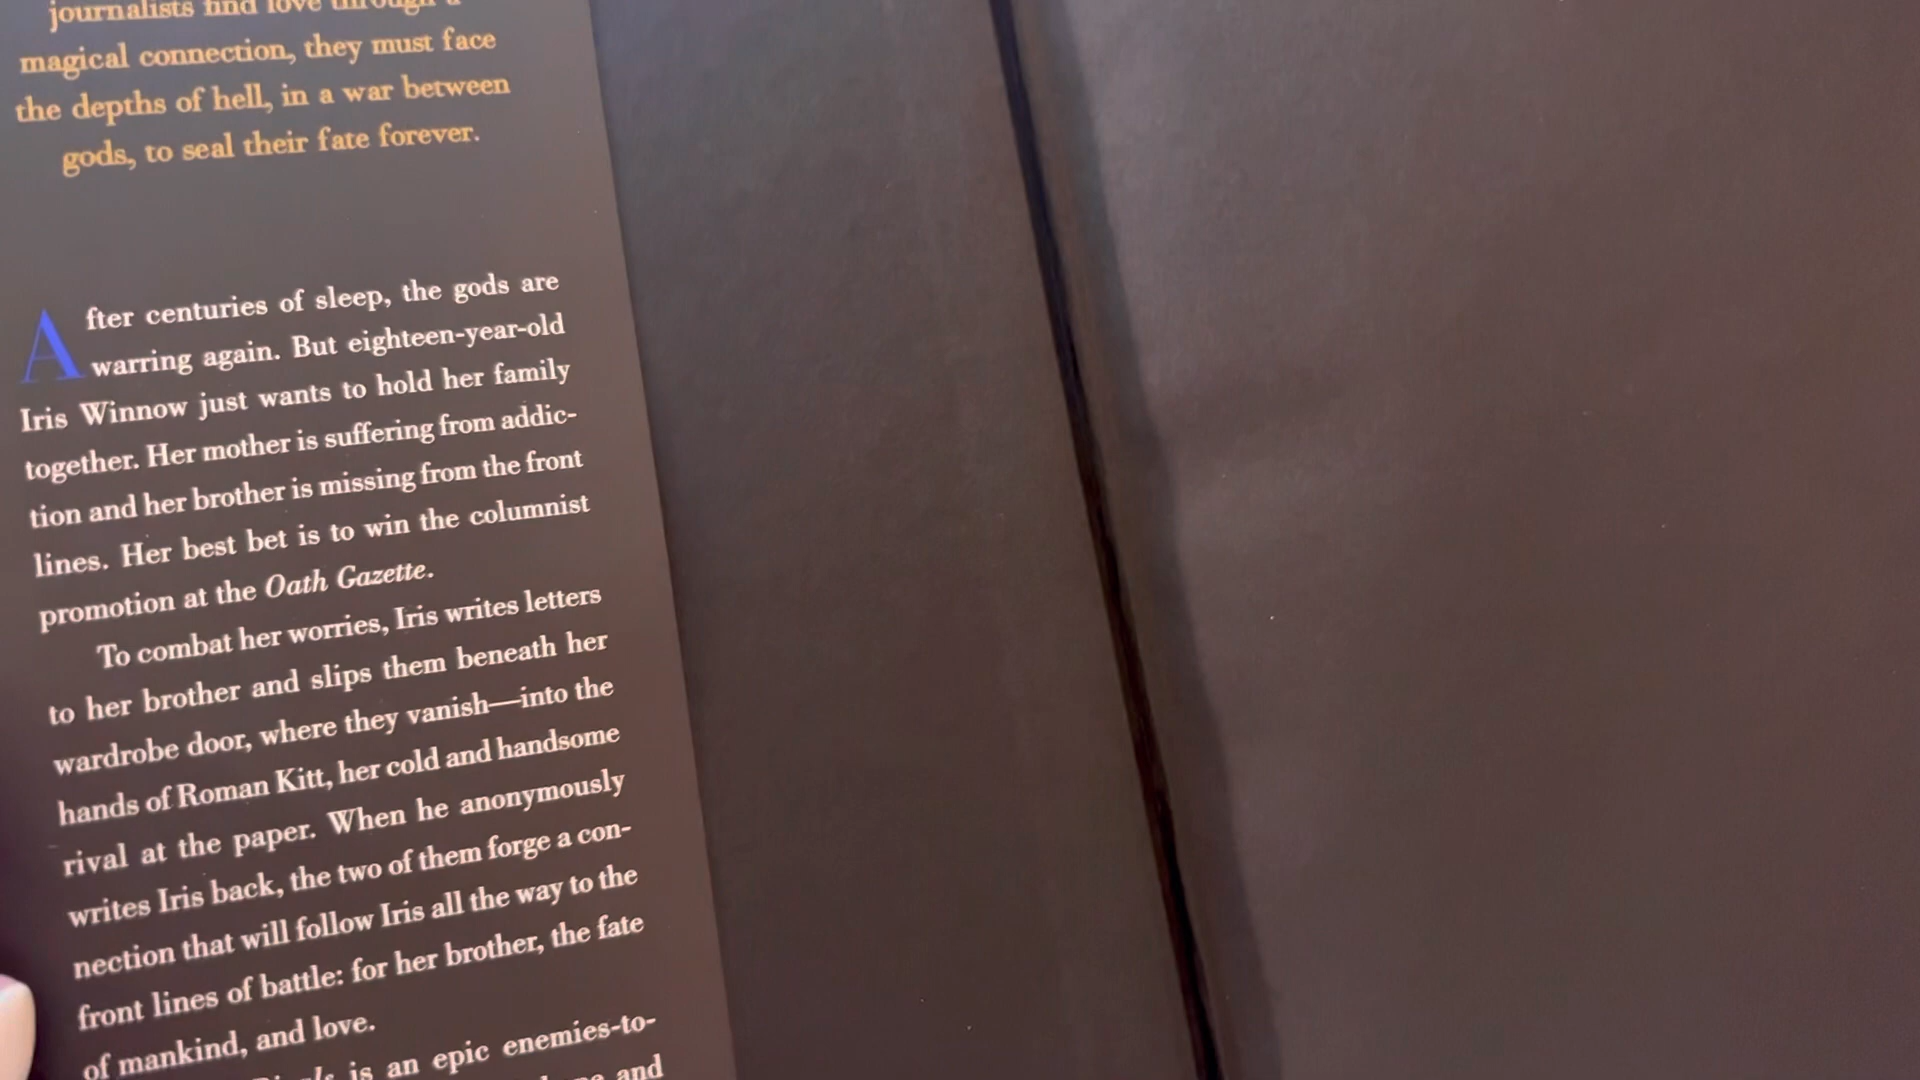 journalists find love through a
magical connection, they must face
the depths of hell, in a war between
gods, to seal their fate forever.
After centuries of sleep, the gods are
warring again. But eighteen-year-old
Iris Winnow just wants to hold her family
together. Her mother is suffering from addic-
tion and her brother is missing from the front
lines. Her best bet is to win the columnist
promotion at the Oath Gazette.
To combat her worries, Iris writes letters
to her brother and slips them beneath her
wardrobe door, where they vanish—into the
hands of Roman Kitt, her cold and handsome
rival at the paper. When he anonymously
writes Iris back, the two of them forge a con-
nection that will follow Iris all the way to the
front lines of battle: for her brother, the fate
of mankind, and love.
is an epic enemies-to-
and